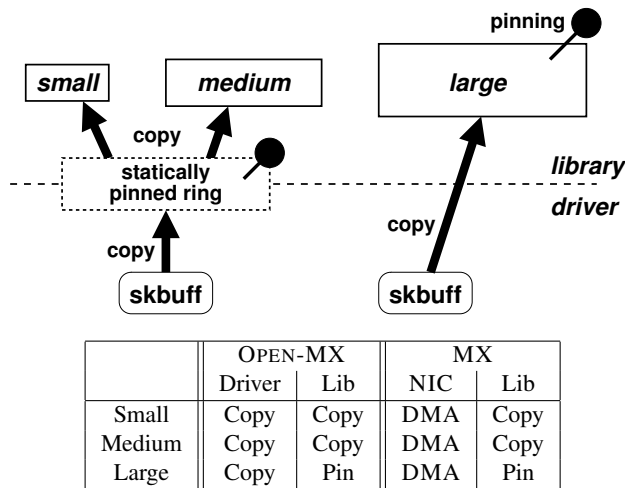 pinning
small
medium
large
copy
statically
pinned ring
library
driver
copy
copy
skbuff
skbuff
OPEN-MX MX
Driver Lib NIC Lib
Small Copy Copy DMA Copy
Medium Copy Copy DMA Copy
Large Copy Pin DMA Pin